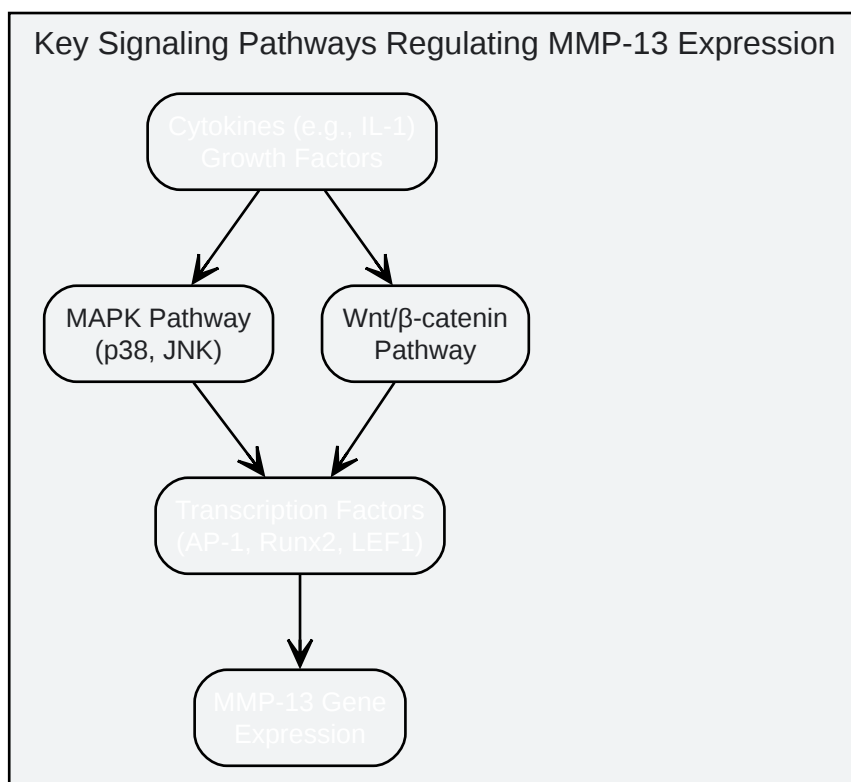 Key Signaling Pathways Regulating MMP-13 Expression
Cytokines (e.g., IL-1)
Growth Factors
MAPK Pathway
(p38, JNK)
Wnt/β-catenin
Pathway
Transcription Factors
(AP-1, Runx2, LEF1)
MMP-13 Gene
Expression